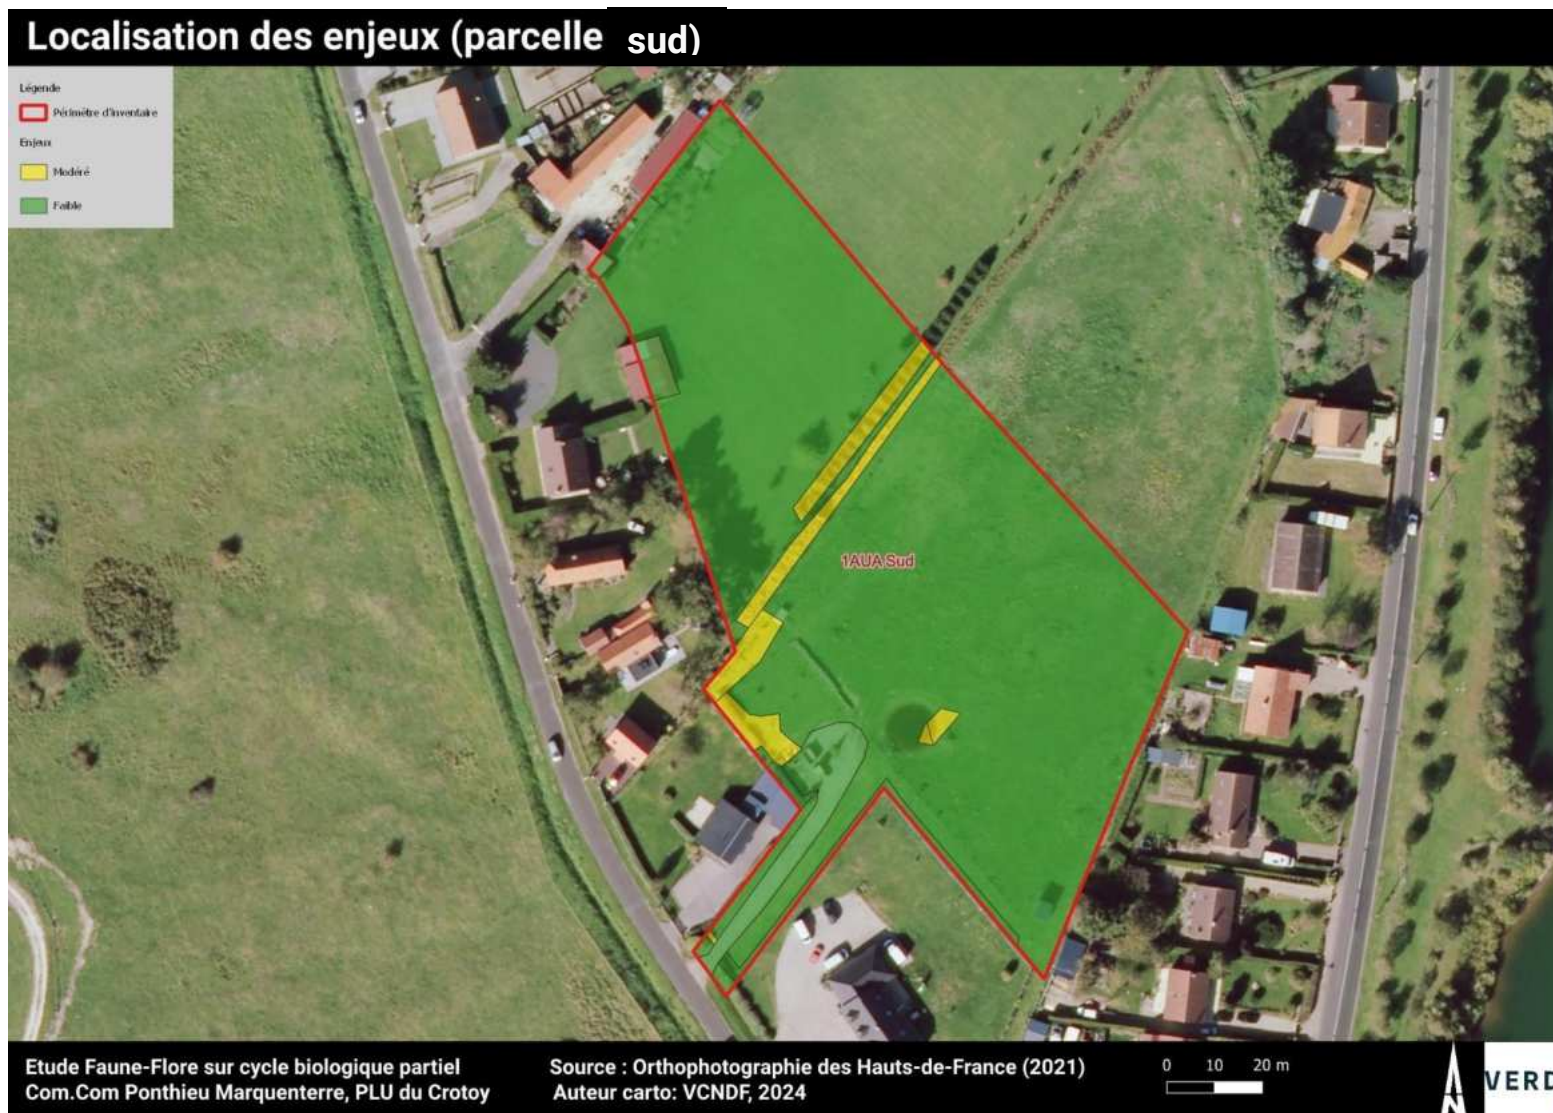 Localisation des enjeux (parcelle sud)
Légende
Périmètre d'inventaire
Enjeux
Modéré
Faible
1AUA Sud
Etude Faune-Flore sur cycle biologique partiel
Com.Com Ponthieu Marquenterre, PLU du Crotoy
Source : Orthophotographie des Hauts-de-France (2021)
Auteur carto: VCNDF, 2024
0 10 20 m
N
VERD